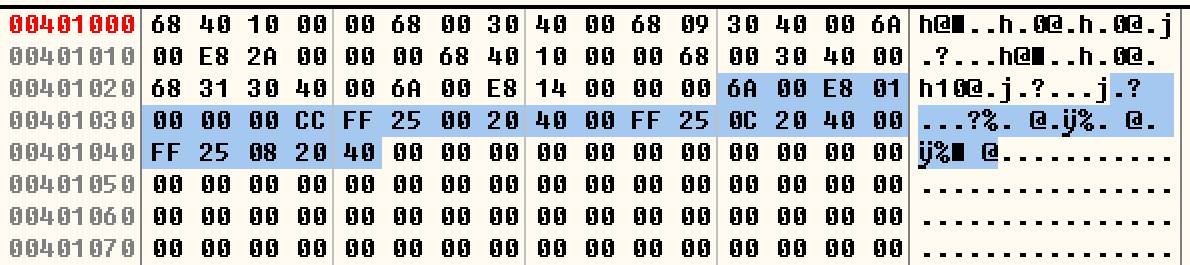 00401000 68 40 10 00 00 68 00 30 40 00 68 09 30 40 00 6A h@■..h.0@.h.0@.j
00401010 00 E8 2A 00 00 00 68 40 10 00 00 68 00 30 40 00 .?...h@■..h.0@.
00401020 68 31 30 40 00 6A 00 E8 14 00 00 00 6A 00 E8 01 h10@.j.?...j.?
00401030 00 00 00 CC FF 25 00 20 40 00 FF 25 0C 20 40 00 ...?%. @.ÿ%. @.
00401040 FF 25 08 20 40 00 00 00 00 00 00 00 00 00 00 00 ÿ%■ @...........
00401050 00 00 00 00 00 00 00 00 00 00 00 00 00 00 00 00 ................
00401060 00 00 00 00 00 00 00 00 00 00 00 00 00 00 00 00 ................
00401070 00 00 00 00 00 00 00 00 00 00 00 00 00 00 00 00 ................